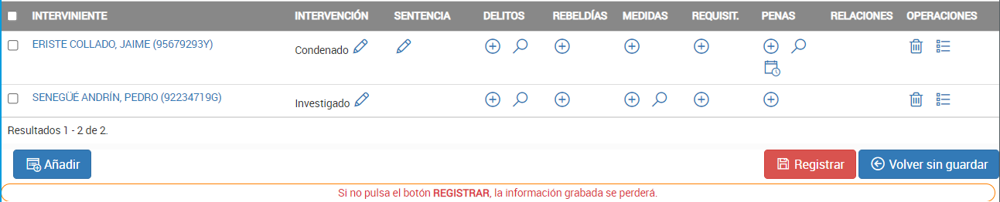 INTERVINIENTE INTERVENCIÓN SENTENCIA DELITOS REBELDÍAS MEDIDAS REQUISIT. PENAS RELACIONES OPERACIONES
ERISTE COLLADO, JAIME (95679293Y) Condenado
SENEGÜÉ ANDRÍN, PEDRO (92234719G) Investigado
Resultados 1 - 2 de 2.
Añadir Registrar Volver sin guardar
Si no pulsa el botón REGISTRAR, la información grabada se perderá.